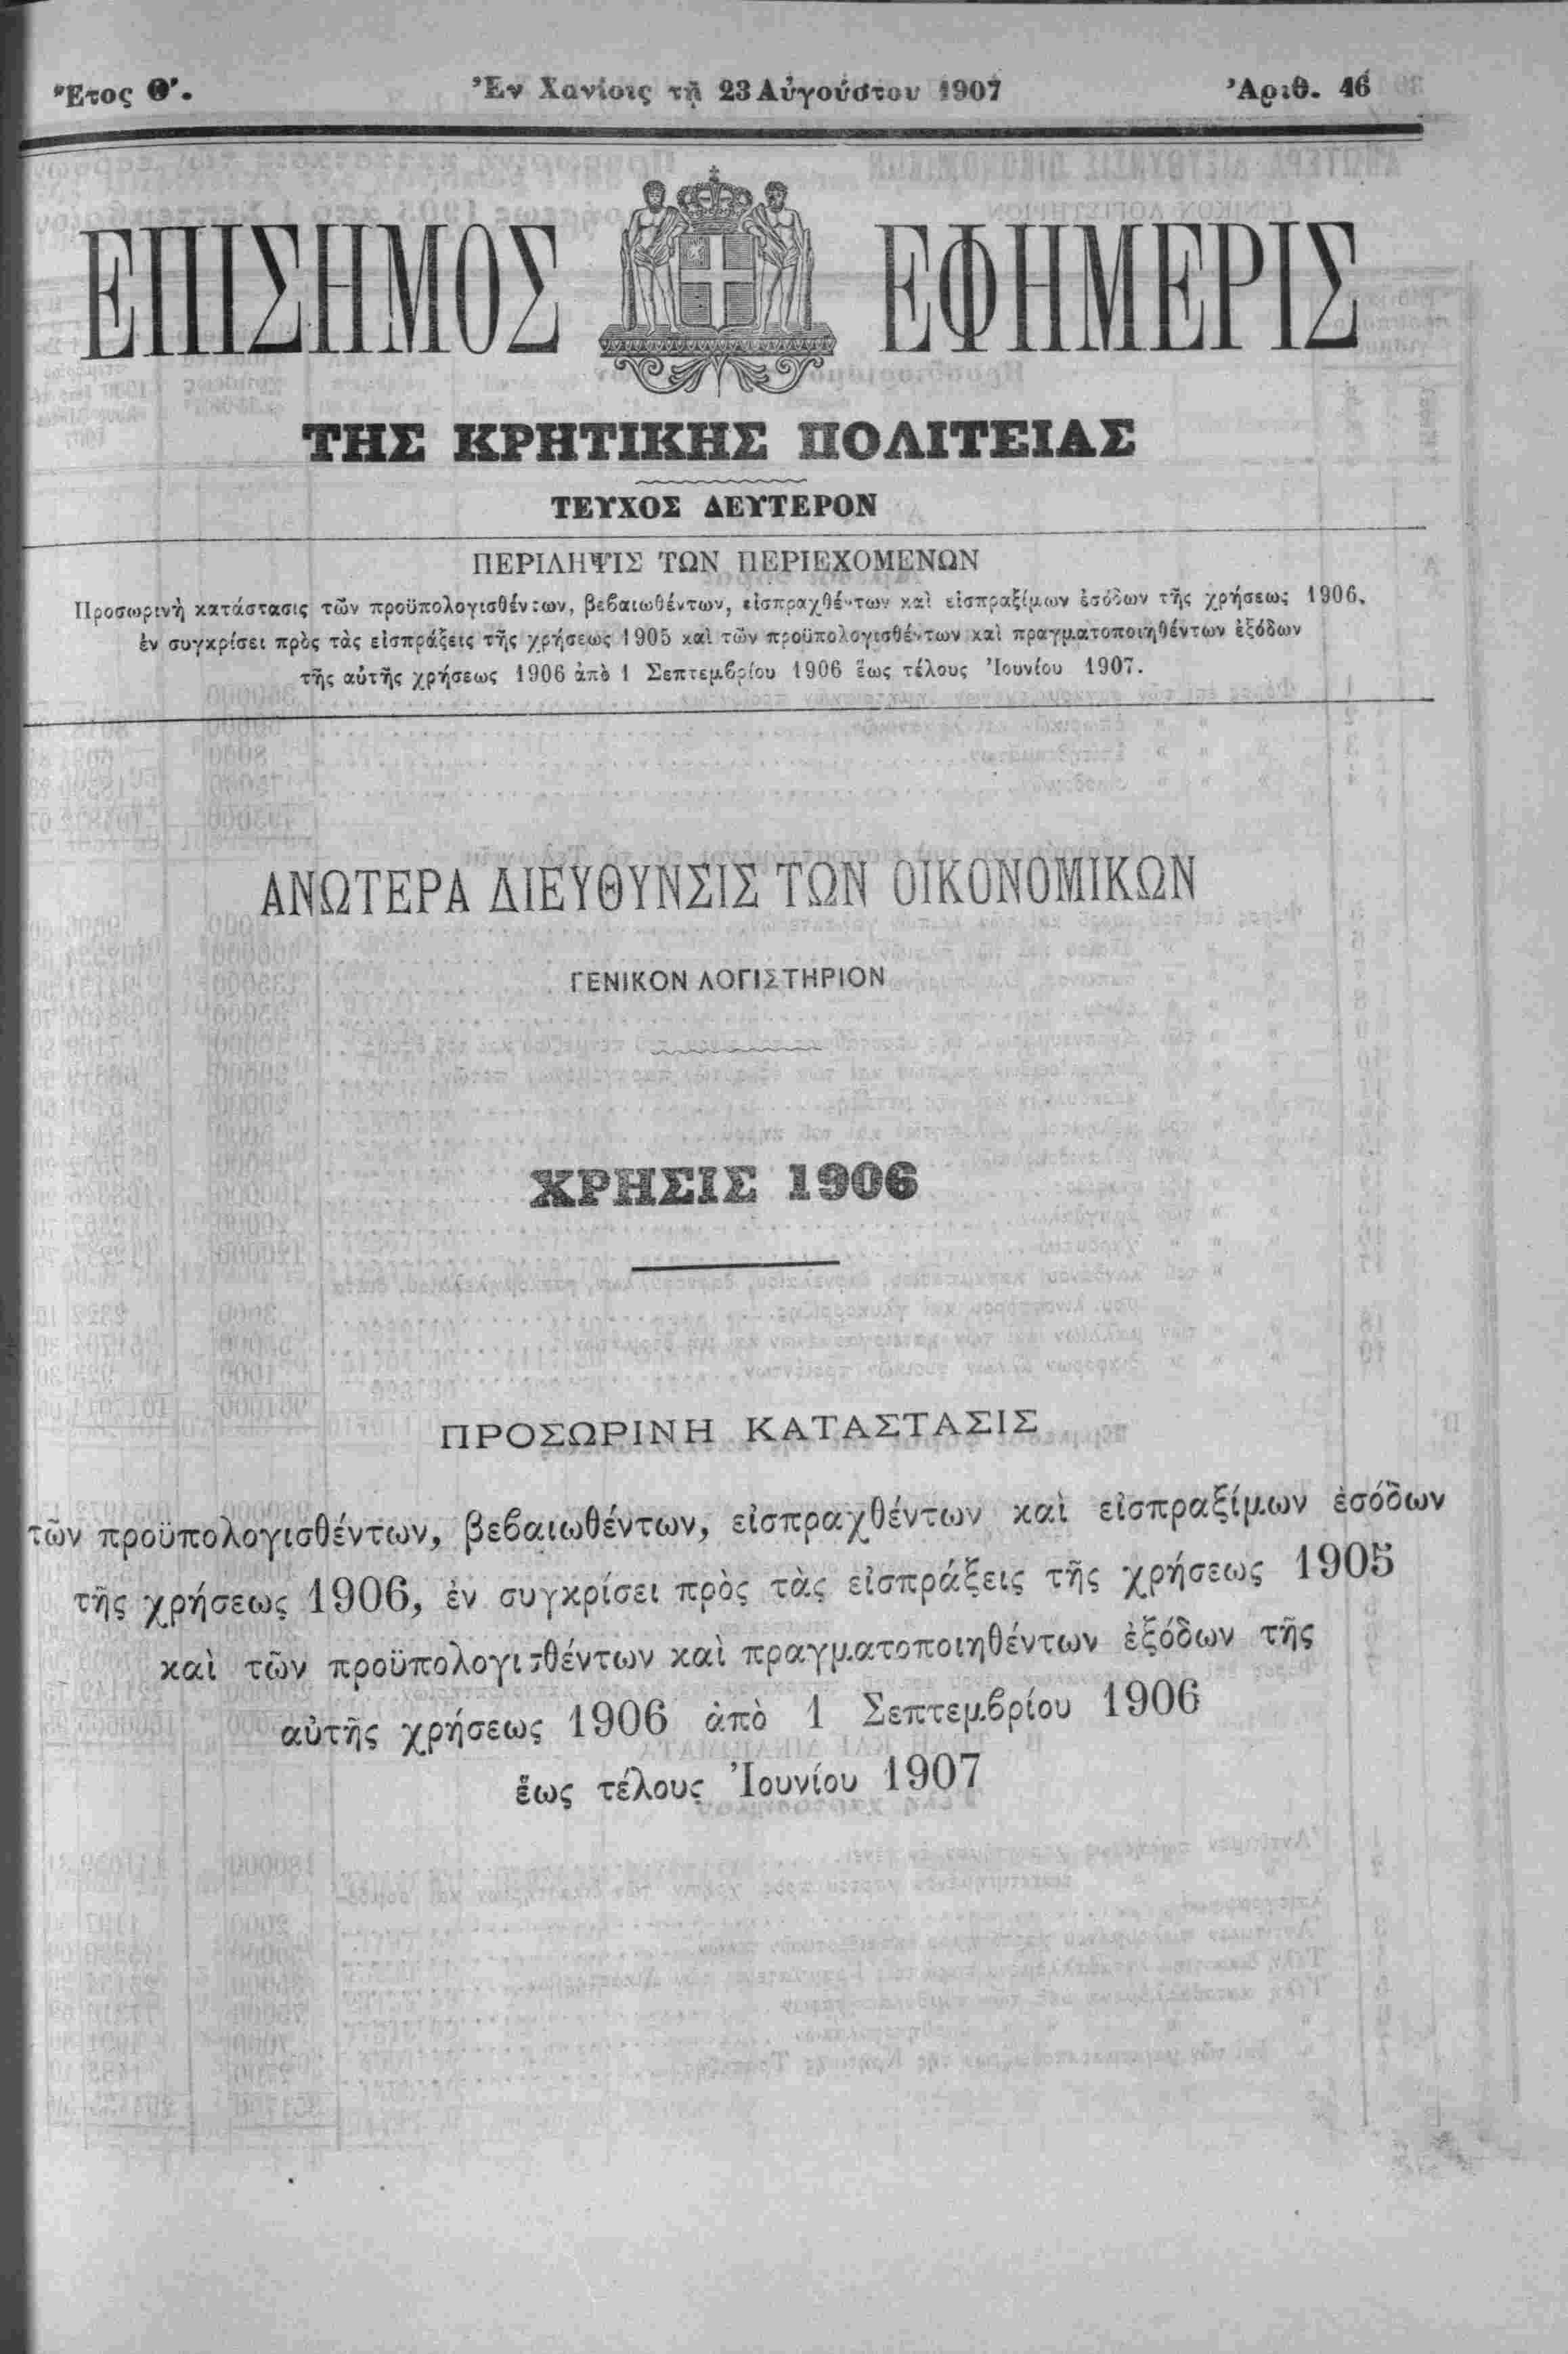 Ἔτος Θ'. Ἐν Χανίοις τῇ 23 Αὐγούστου 1907 Ἀριθ. 46
ΕΠΙΣΗΜΟΣ ΕΦΗΜΕΡΙΣ
ΤΗΣ ΚΡΗΤΙΚΗΣ ΠΟΛΙΤΕΙΑΣ
ΤΕΥΧΟΣ ΔΕΥΤΕΡΟΝ
ΠΕΡΙΛΗΨΙΣ ΤΩΝ ΠΕΡΙΕΧΟΜΕΝΩΝ
Προσωρινὴ κατάστασις τῶν προϋπολογισθέντων, βεβαιωθέντων, εἰσπραχθέντων καὶ εἰσπραξίμων ἐσόδων τῆς χρήσεως 1906,
ἐν συγκρίσει πρὸς τὰς εἰσπράξεις τῆς χρήσεως 1905 καὶ τῶν προϋπολογισθέντων καὶ πραγματοποιηθέντων ἐξόδων
τῆς αὐτῆς χρήσεως 1906 ἀπὸ 1 Σεπτεμβρίου 1906 ἕως τέλους Ἰουνίου 1907.
ΑΝΩΤΕΡΑ ΔΙΕΥΘΥΝΣΙΣ ΤΩΝ ΟΙΚΟΝΟΜΙΚΩΝ
ΓΕΝΙΚΟΝ ΛΟΓΙΣΤΗΡΙΟΝ
ΧΡΗΣΙΣ 1906
ΠΡΟΣΩΡΙΝΗ ΚΑΤΑΣΤΑΣΙΣ
τῶν προϋπολογισθέντων, βεβαιωθέντων, εἰσπραχθέντων καὶ εἰσπραξίμων ἐσόδων
τῆς χρήσεως 1906, ἐν συγκρίσει πρὸς τὰς εἰσπράξεις τῆς χρήσεως 1905
καὶ τῶν προϋπολογισθέντων καὶ πραγματοποιηθέντων ἐξόδων τῆς
αὐτῆς χρήσεως 1906 ἀπὸ 1 Σεπτεμβρίου 1906
ἕως τέλους Ἰουνίου 1907